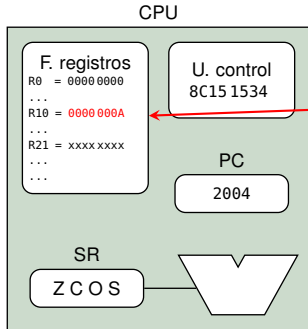 CPU
F. registros
R0 = 0000 0000
...
R10 = 0000 000A
...
R21 = xxxx xxxx
...
...
U. control
8C15 1534
PC
2004
SR
Z C O S